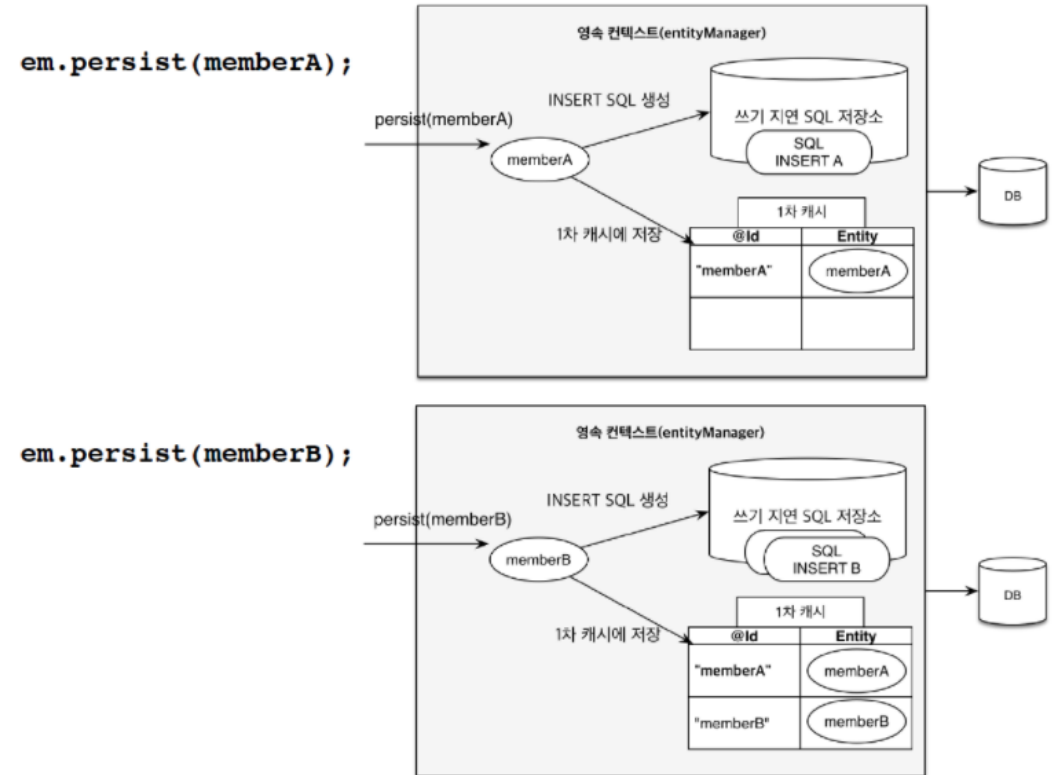 영속 컨텍스트(entityManager)
em.persist(memberA);
INSERT SQL 생성
persist(memberA)
쓰기 지연 SQL 저장소
SQL
INSERT A
memberA
DB
1차 캐시
1차 캐시에 저장
@Id Entity
"memberA" memberA
영속 컨텍스트(entityManager)
em.persist(memberB);
INSERT SQL 생성
persist(memberB)
쓰기 지연 SQL 저장소
SQL
INSERT B
memberB
DB
1차 캐시
1차 캐시에 저장
@Id Entity
"memberA" memberA
"memberB" memberB